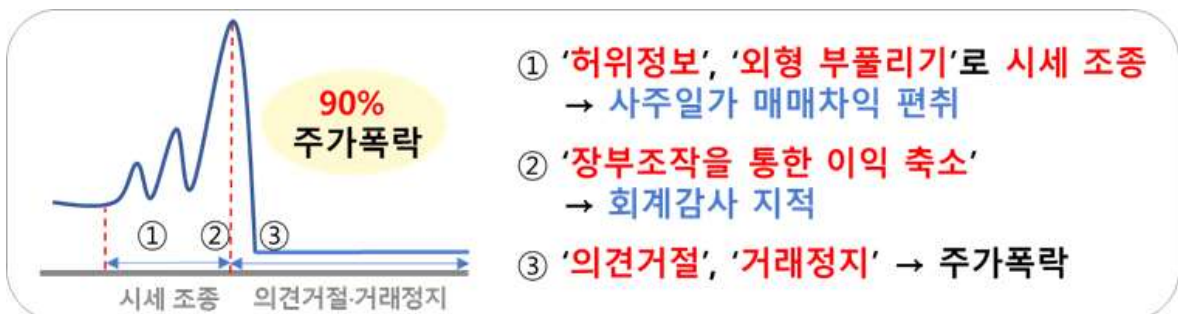 90%
주가폭락
① ② ③
시세 조종 의견거절·거래정지
① ‘허위정보’, ‘외형 부풀리기’로 시세 조종
→ 사주일가 매매차익 편취
② ‘장부조작을 통한 이익 축소’
→ 회계감사 지적
③ ‘의견거절’, ‘거래정지’ → 주가폭락